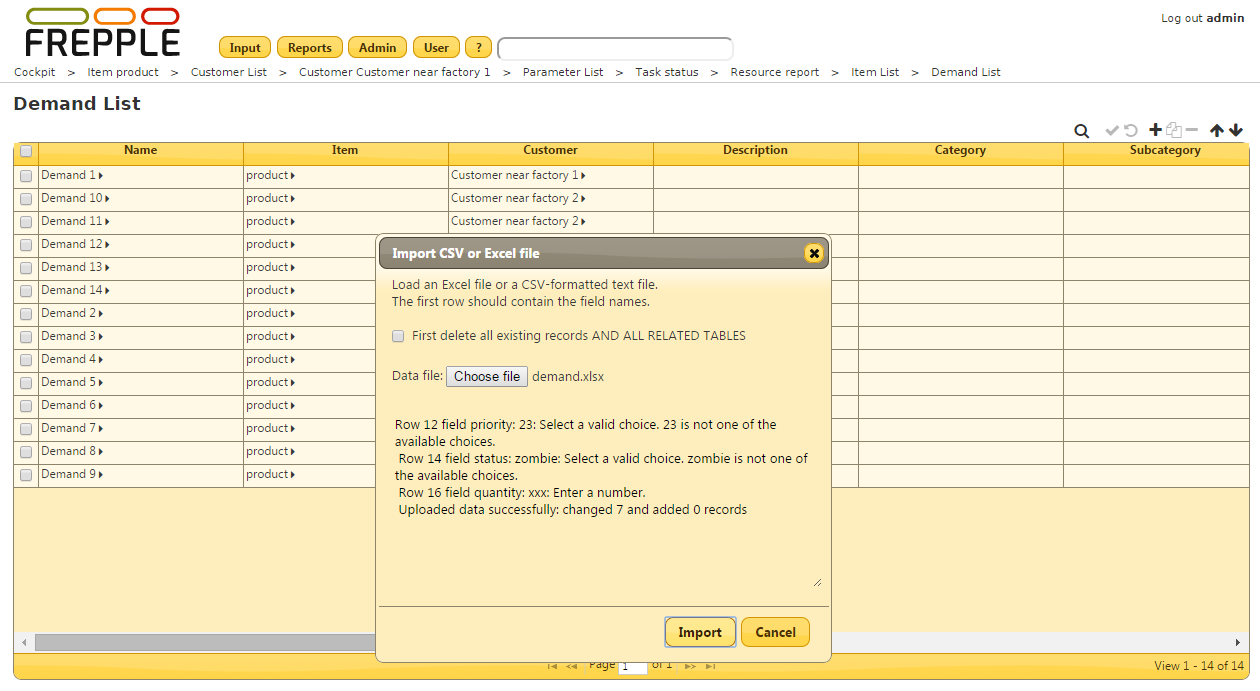 FREPPLE
Log out admin
Input Reports Admin User ?
Cockpit > Item product > Customer List > Customer Customer near factory 1 > Parameter List > Task status > Resource report > Item List > Demand List
Demand List
Name Item Customer Description Category Subcategory
Demand 1 product Customer near factory 1
Demand 10 product Customer near factory 2
Demand 11 product Customer near factory 2
Demand 12 product
Demand 13 product
Demand 14 product
Demand 2 product
Demand 3 product
Demand 4 product
Demand 5 product
Demand 6 product
Demand 7 product
Demand 8 product
Demand 9 product
Import CSV or Excel file
Load an Excel file or a CSV-formatted text file.
The first row should contain the field names.
First delete all existing records AND ALL RELATED TABLES
Data file: Choose file demand.xlsx
Row 12 field priority: 23: Select a valid choice. 23 is not one of the
available choices.
Row 14 field status: zombie: Select a valid choice. zombie is not one of
the available choices.
Row 16 field quantity: xxx: Enter a number.
Uploaded data successfully: changed 7 and added 0 records
Import Cancel
Page 1 of 1
View 1 - 14 of 14